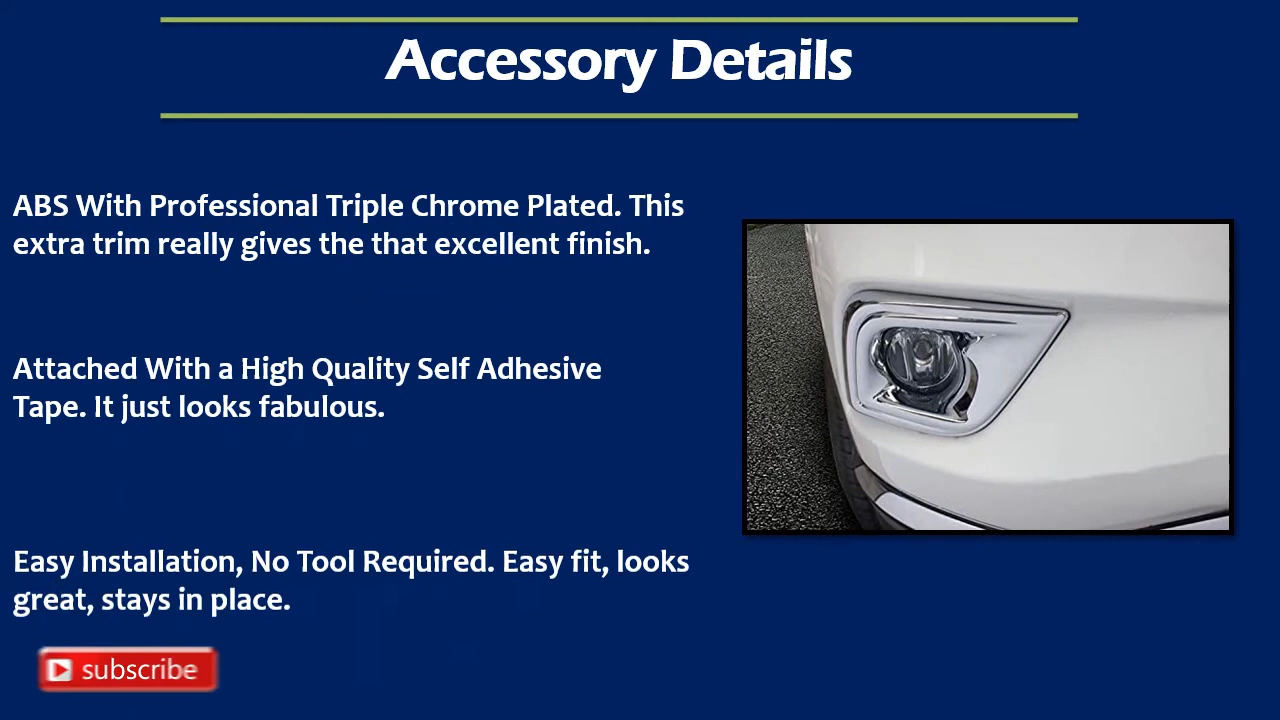 Accessory Details
ABS With Professional Triple Chrome Plated. This
extra trim really gives the that excellent finish.
Attached With a High Quality Self Adhesive
Tape. It just looks fabulous.
Easy Installation, No Tool Required. Easy fit, looks
great, stays in place.
subscribe